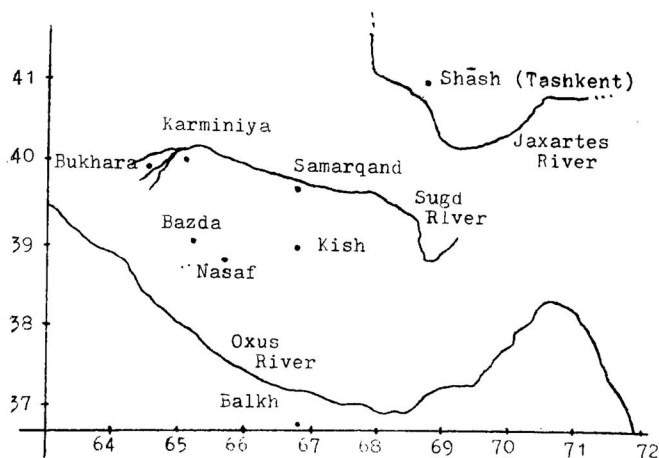 41
Shāsh (Tashkent)
Karminiya
Jaxartes
River
40
Bukhara
Samarqand
Sugd
River
Bazda
39
Kish
Nasaf
38
Oxus
River
37
Balkh
64 65 66 67 68 69 70 71 72